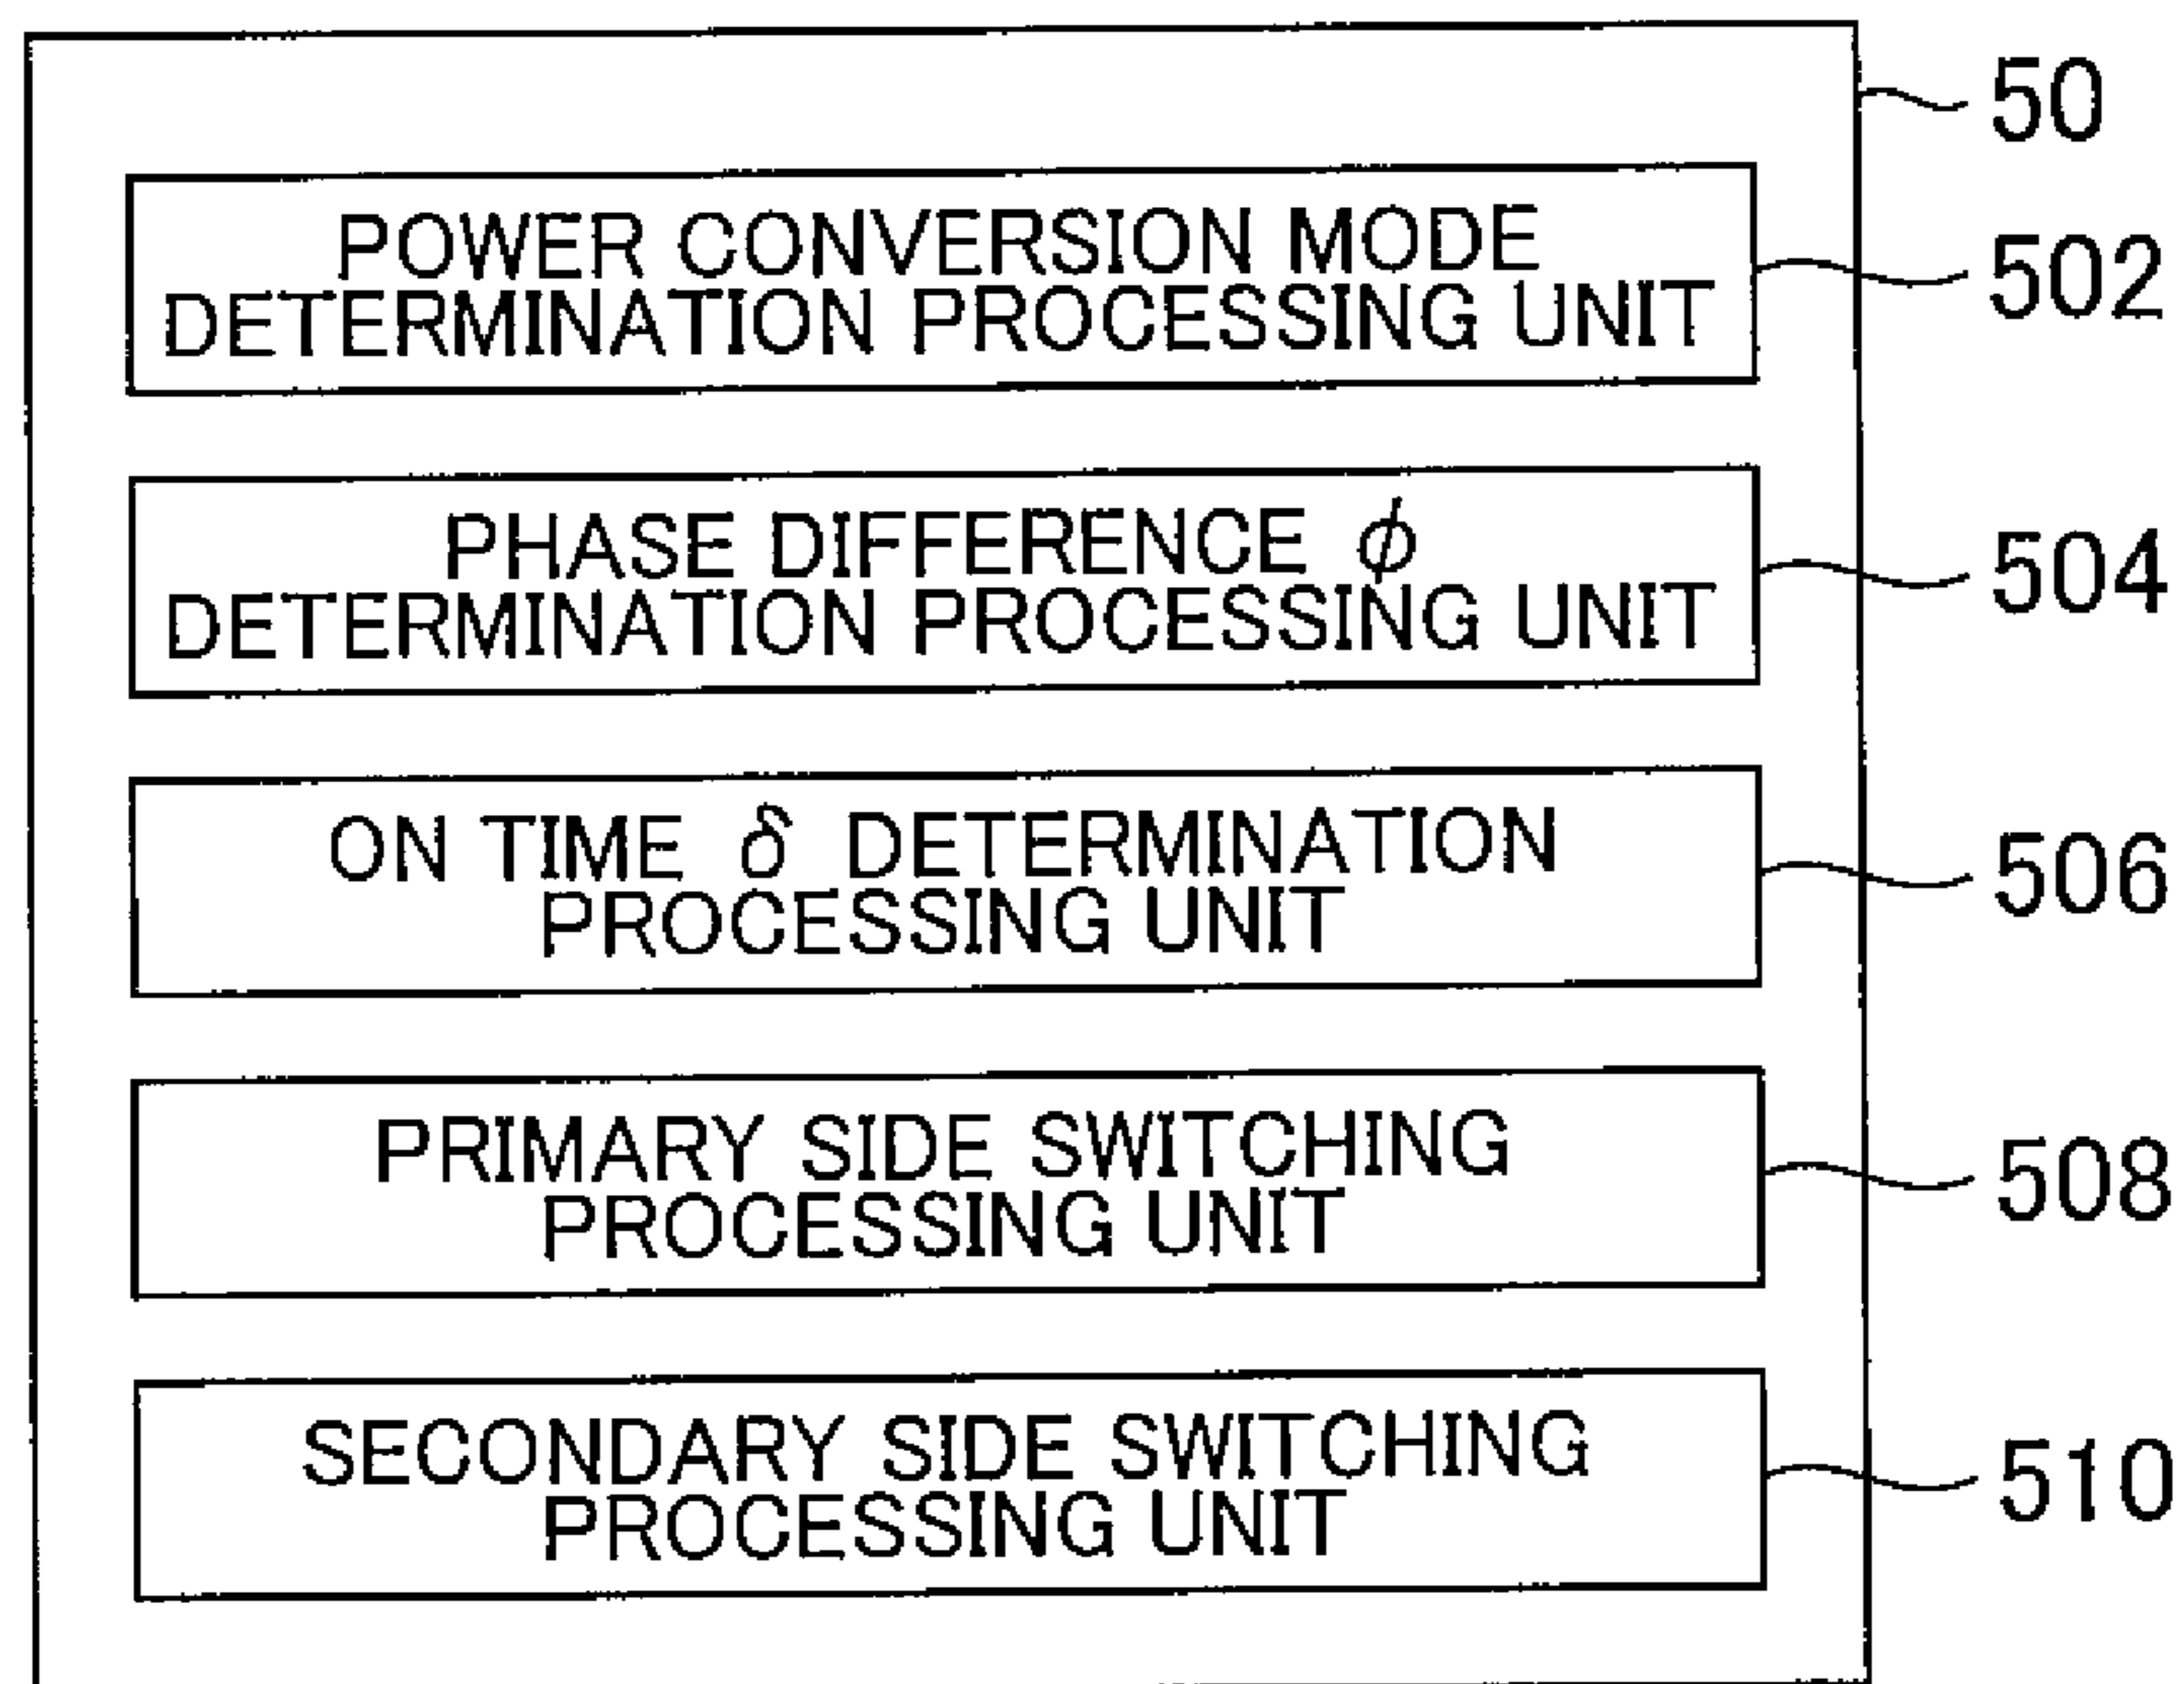 50
POWER CONVERSION MODE
DETERMINATION PROCESSING UNIT
502
PHASE DIFFERENCE ϕ
DETERMINATION PROCESSING UNIT
504
ON TIME δ DETERMINATION
PROCESSING UNIT
506
PRIMARY SIDE SWITCHING
PROCESSING UNIT
508
SECONDARY SIDE SWITCHING
PROCESSING UNIT
510